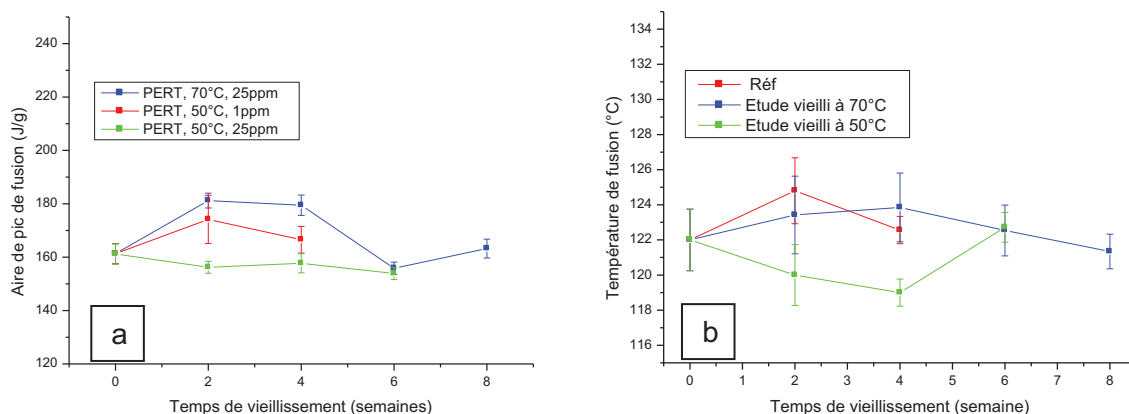 240
220
200
180
160
140
120
Aire de pic de fusion (J/g)
PERT, 70°C, 25ppm
PERT, 50°C, 1ppm
PERT, 50°C, 25ppm
a
0 2 4 6 8
Temps de vieillissement (semaines)
134
132
130
128
126
124
122
120
118
116
Température de fusion (°C)
Réf
Etude vieilli à 70°C
Etude vieilli à 50°C
b
0 1 2 3 4 5 6 7 8
Temps de vieillissement (semaines)